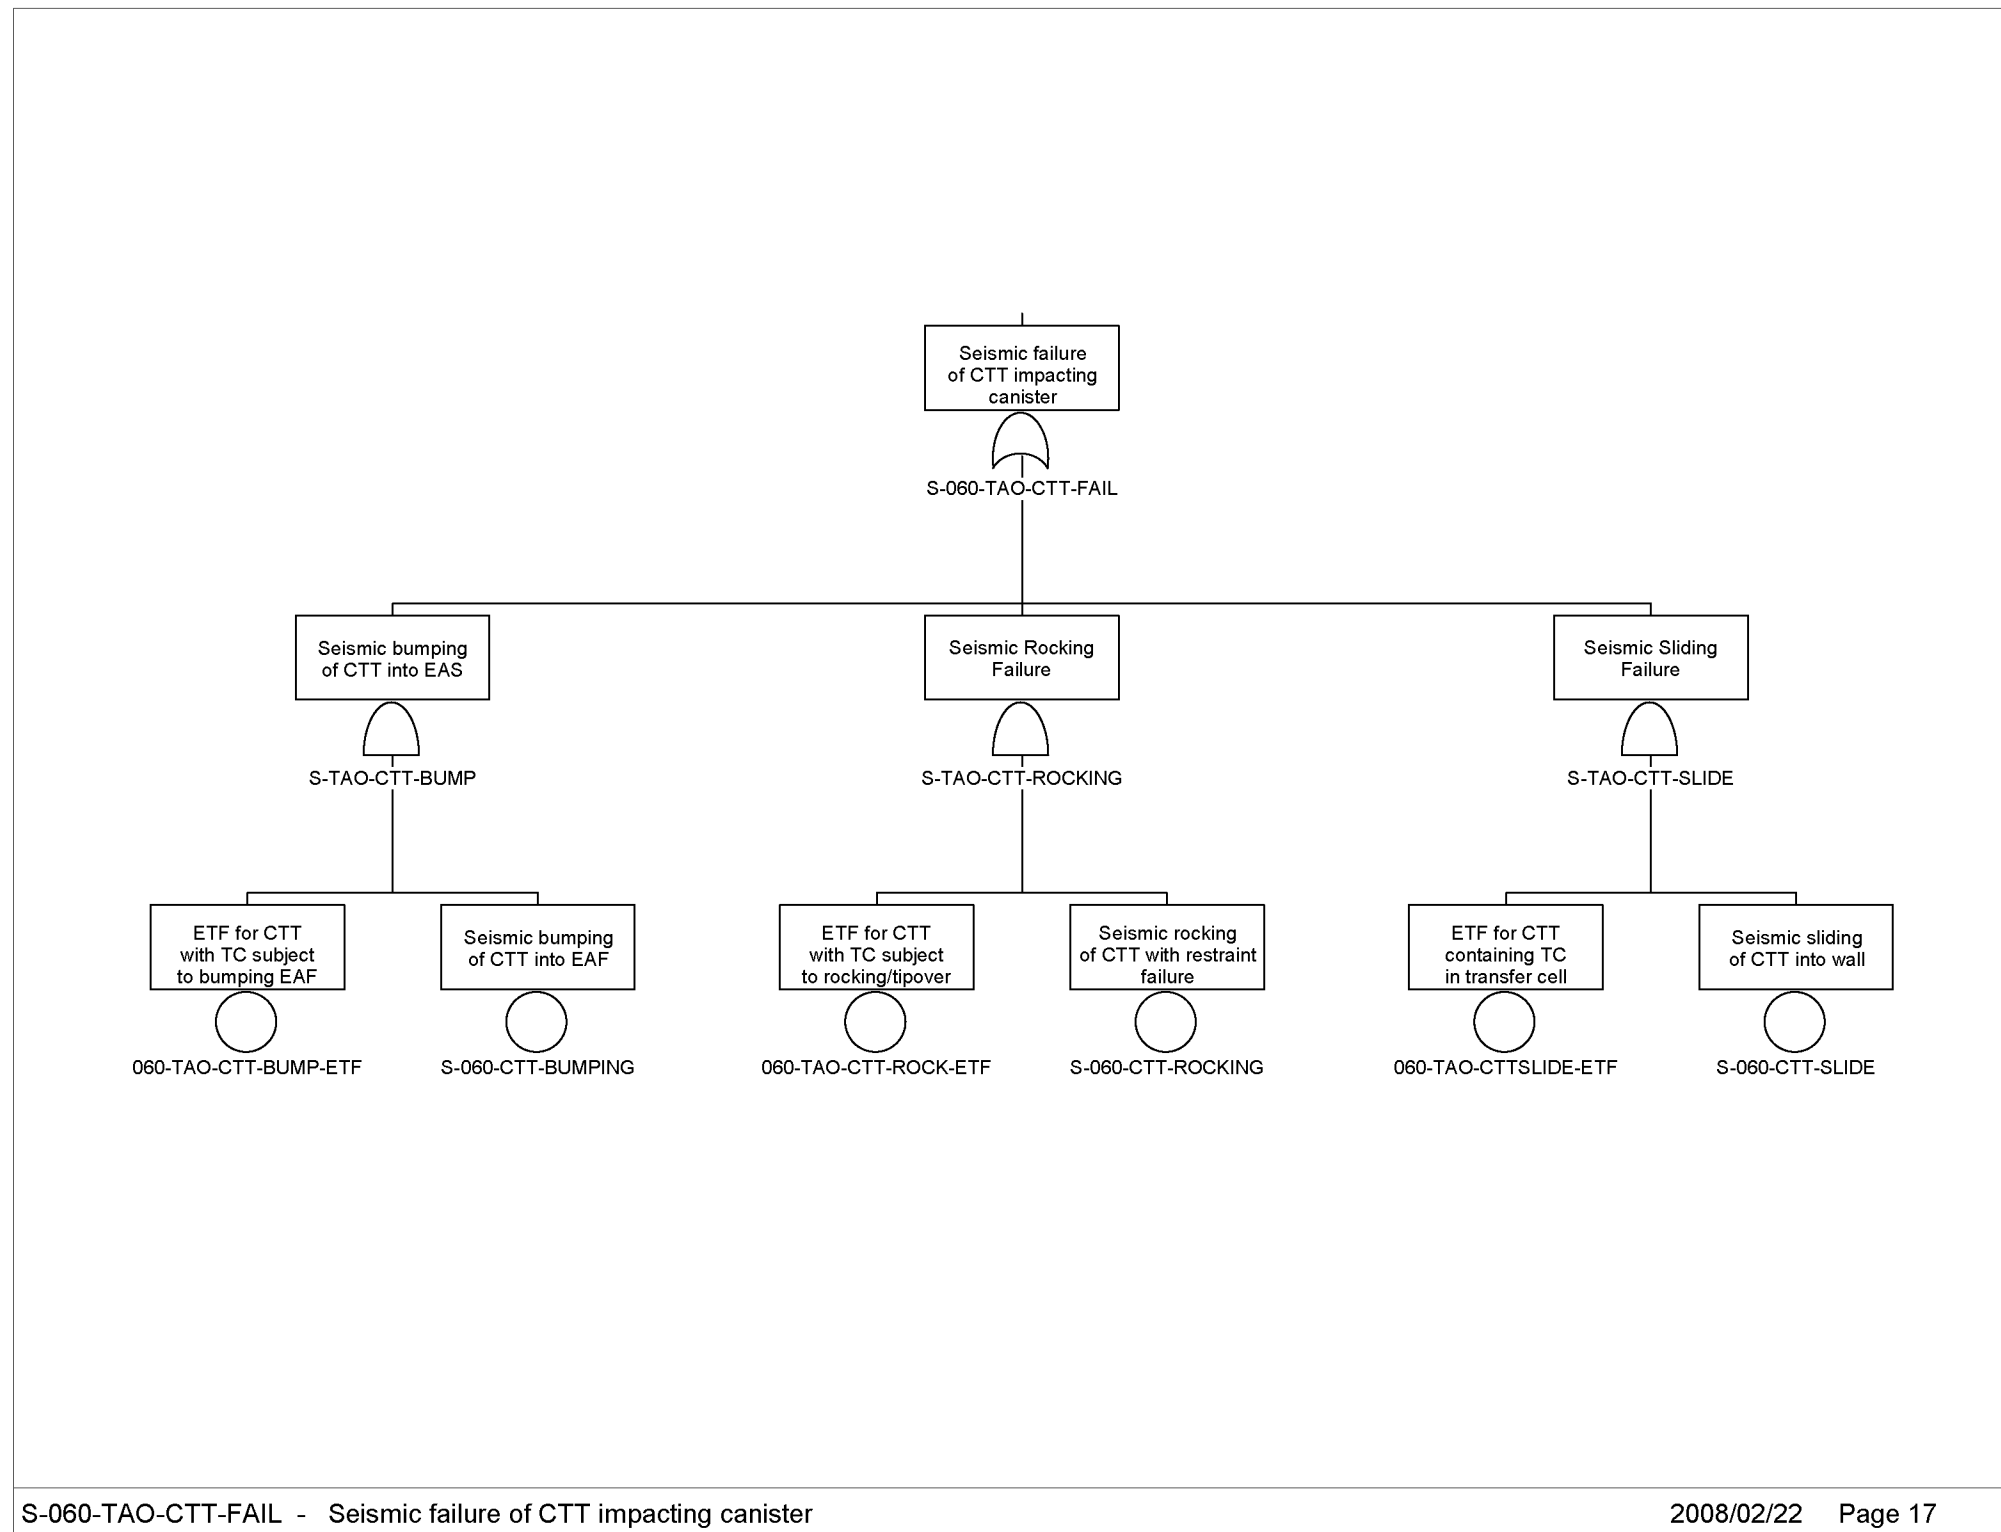 Seismic failure
of CTT impacting
canister
S-060-TAO-CTT-FAIL
Seismic bumping
of CTT into EAS
S-TAO-CTT-BUMP
Seismic Rocking
Failure
S-TAO-CTT-ROCKING
Seismic Sliding
Failure
S-TAO-CTT-SLIDE
ETF for CTT
with TC subject
to bumping EAF
060-TAO-CTT-BUMP-ETF
Seismic bumping
of CTT into EAF
S-060-CTT-BUMPING
ETF for CTT
with TC subject
to rocking/tipover
060-TAO-CTT-ROCK-ETF
Seismic rocking
of CTT with restraint
failure
S-060-CTT-ROCKING
ETF for CTT
containing TC
in transfer cell
060-TAO-CTTSLIDE-ETF
Seismic sliding
of CTT into wall
S-060-CTT-SLIDE
S-060-TAO-CTT-FAIL - Seismic failure of CTT impacting canister
2008/02/22 Page 17